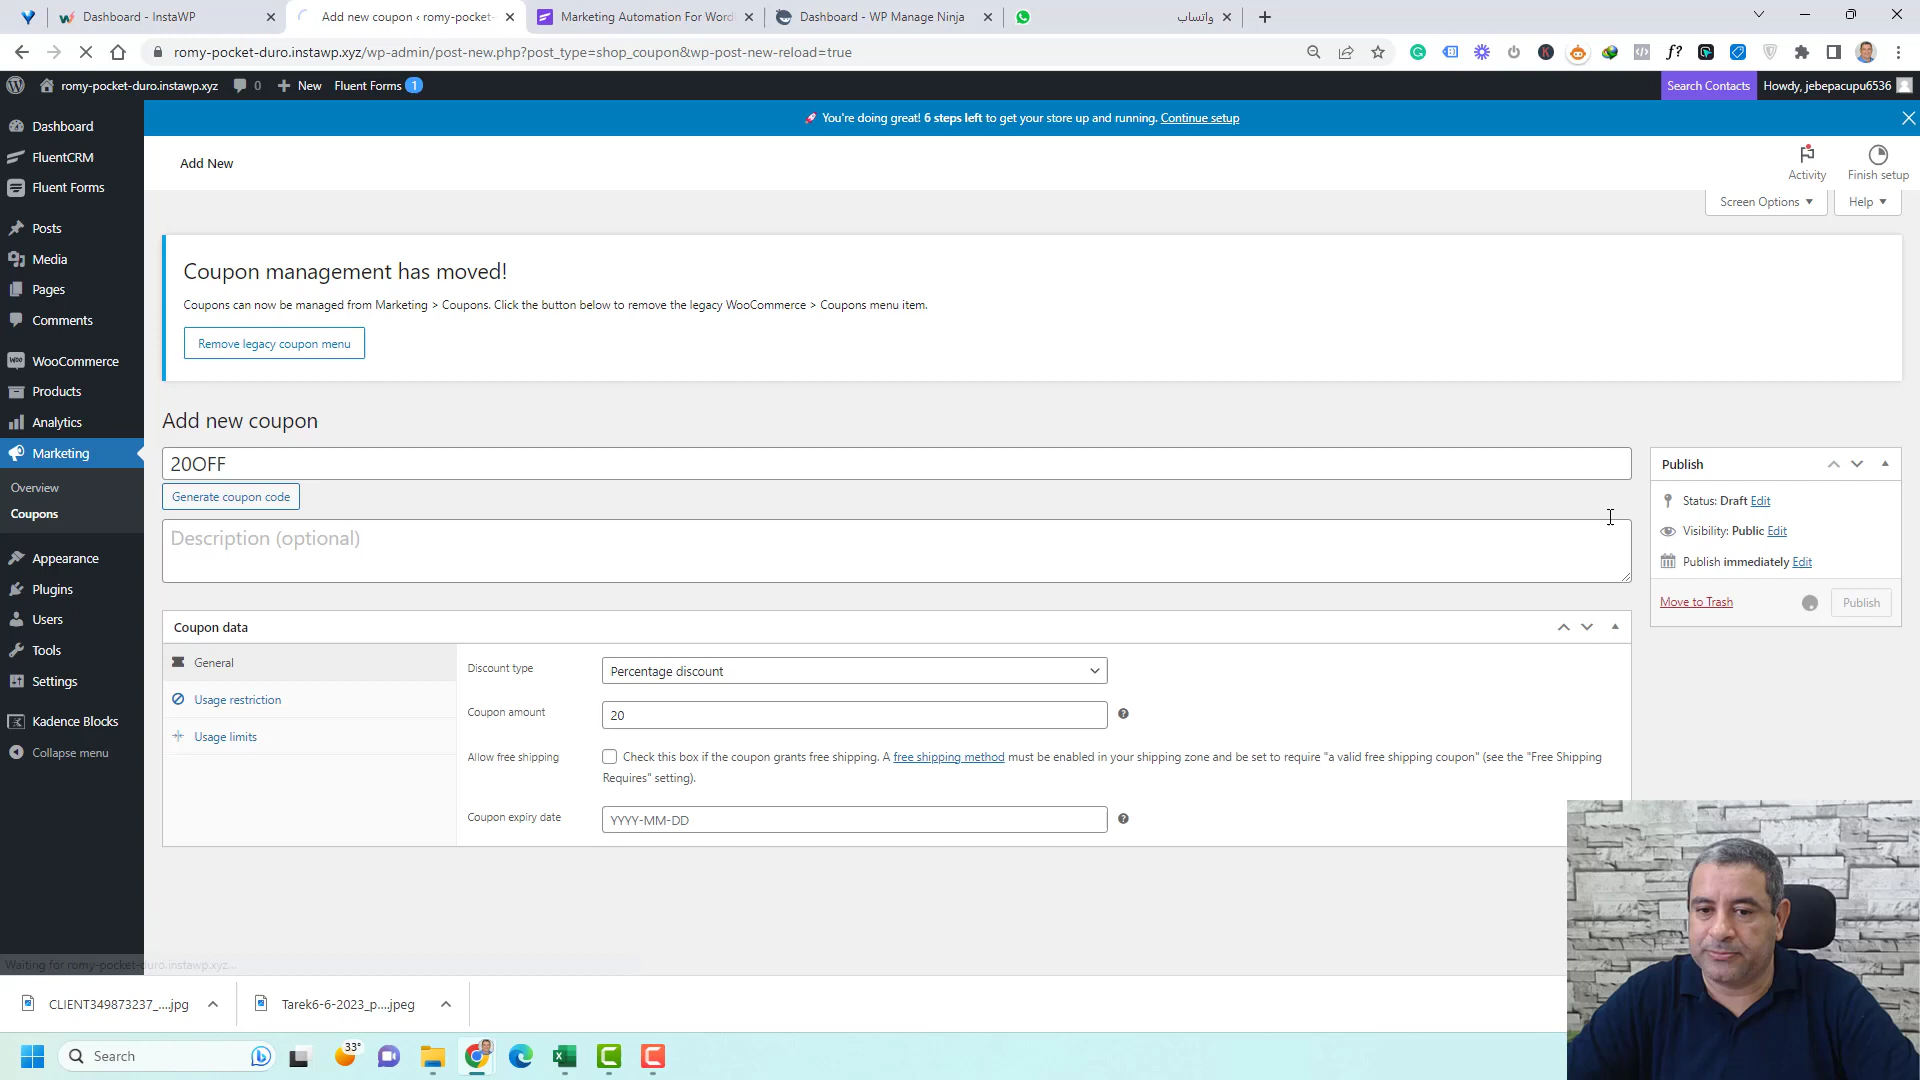 Dashboard - InstaWP
Add new coupon ‹ romy-pocket-
Marketing Automation For Word
Dashboard - WP Manage Ninja
واتساب
romy-pocket-duro.instawp.xyz/wp-admin/post-new.php?post_type=shop_coupon&wp-post-new-reload=true
romy-pocket-duro.instawp.xyz
0
New
Fluent Forms 1
Search Contacts
Howdy, jebepacupu6536
You're doing great! 6 steps left to get your store up and running. Continue setup
Dashboard
FluentCRM
Fluent Forms
Posts
Media
Pages
Comments
WooCommerce
Products
Analytics
Marketing
Overview
Coupons
Appearance
Plugins
Users
Tools
Settings
Kadence Blocks
Collapse menu
Add New
Activity
Finish setup
Screen Options
Help
Coupon management has moved!
Coupons can now be managed from Marketing > Coupons. Click the button below to remove the legacy WooCommerce > Coupons menu item.
Remove legacy coupon menu
Add new coupon
20OFF
Generate coupon code
Description (optional)
Publish
Status: Draft Edit
Visibility: Public Edit
Publish immediately Edit
Move to Trash
Publish
Coupon data
General
Usage restriction
Usage limits
Discount type
Percentage discount
Coupon amount
20
Allow free shipping
Check this box if the coupon grants free shipping. A free shipping method must be enabled in your shipping zone and be set to require "a valid free shipping coupon" (see the "Free Shipping
Requires" setting).
Coupon expiry date
YYYY-MM-DD
Waiting for romy-pocket-duro.instawp.xyz...
CLIENT349873237_....jpg
Tarek6-6-2023_p....jpeg
Search
33°